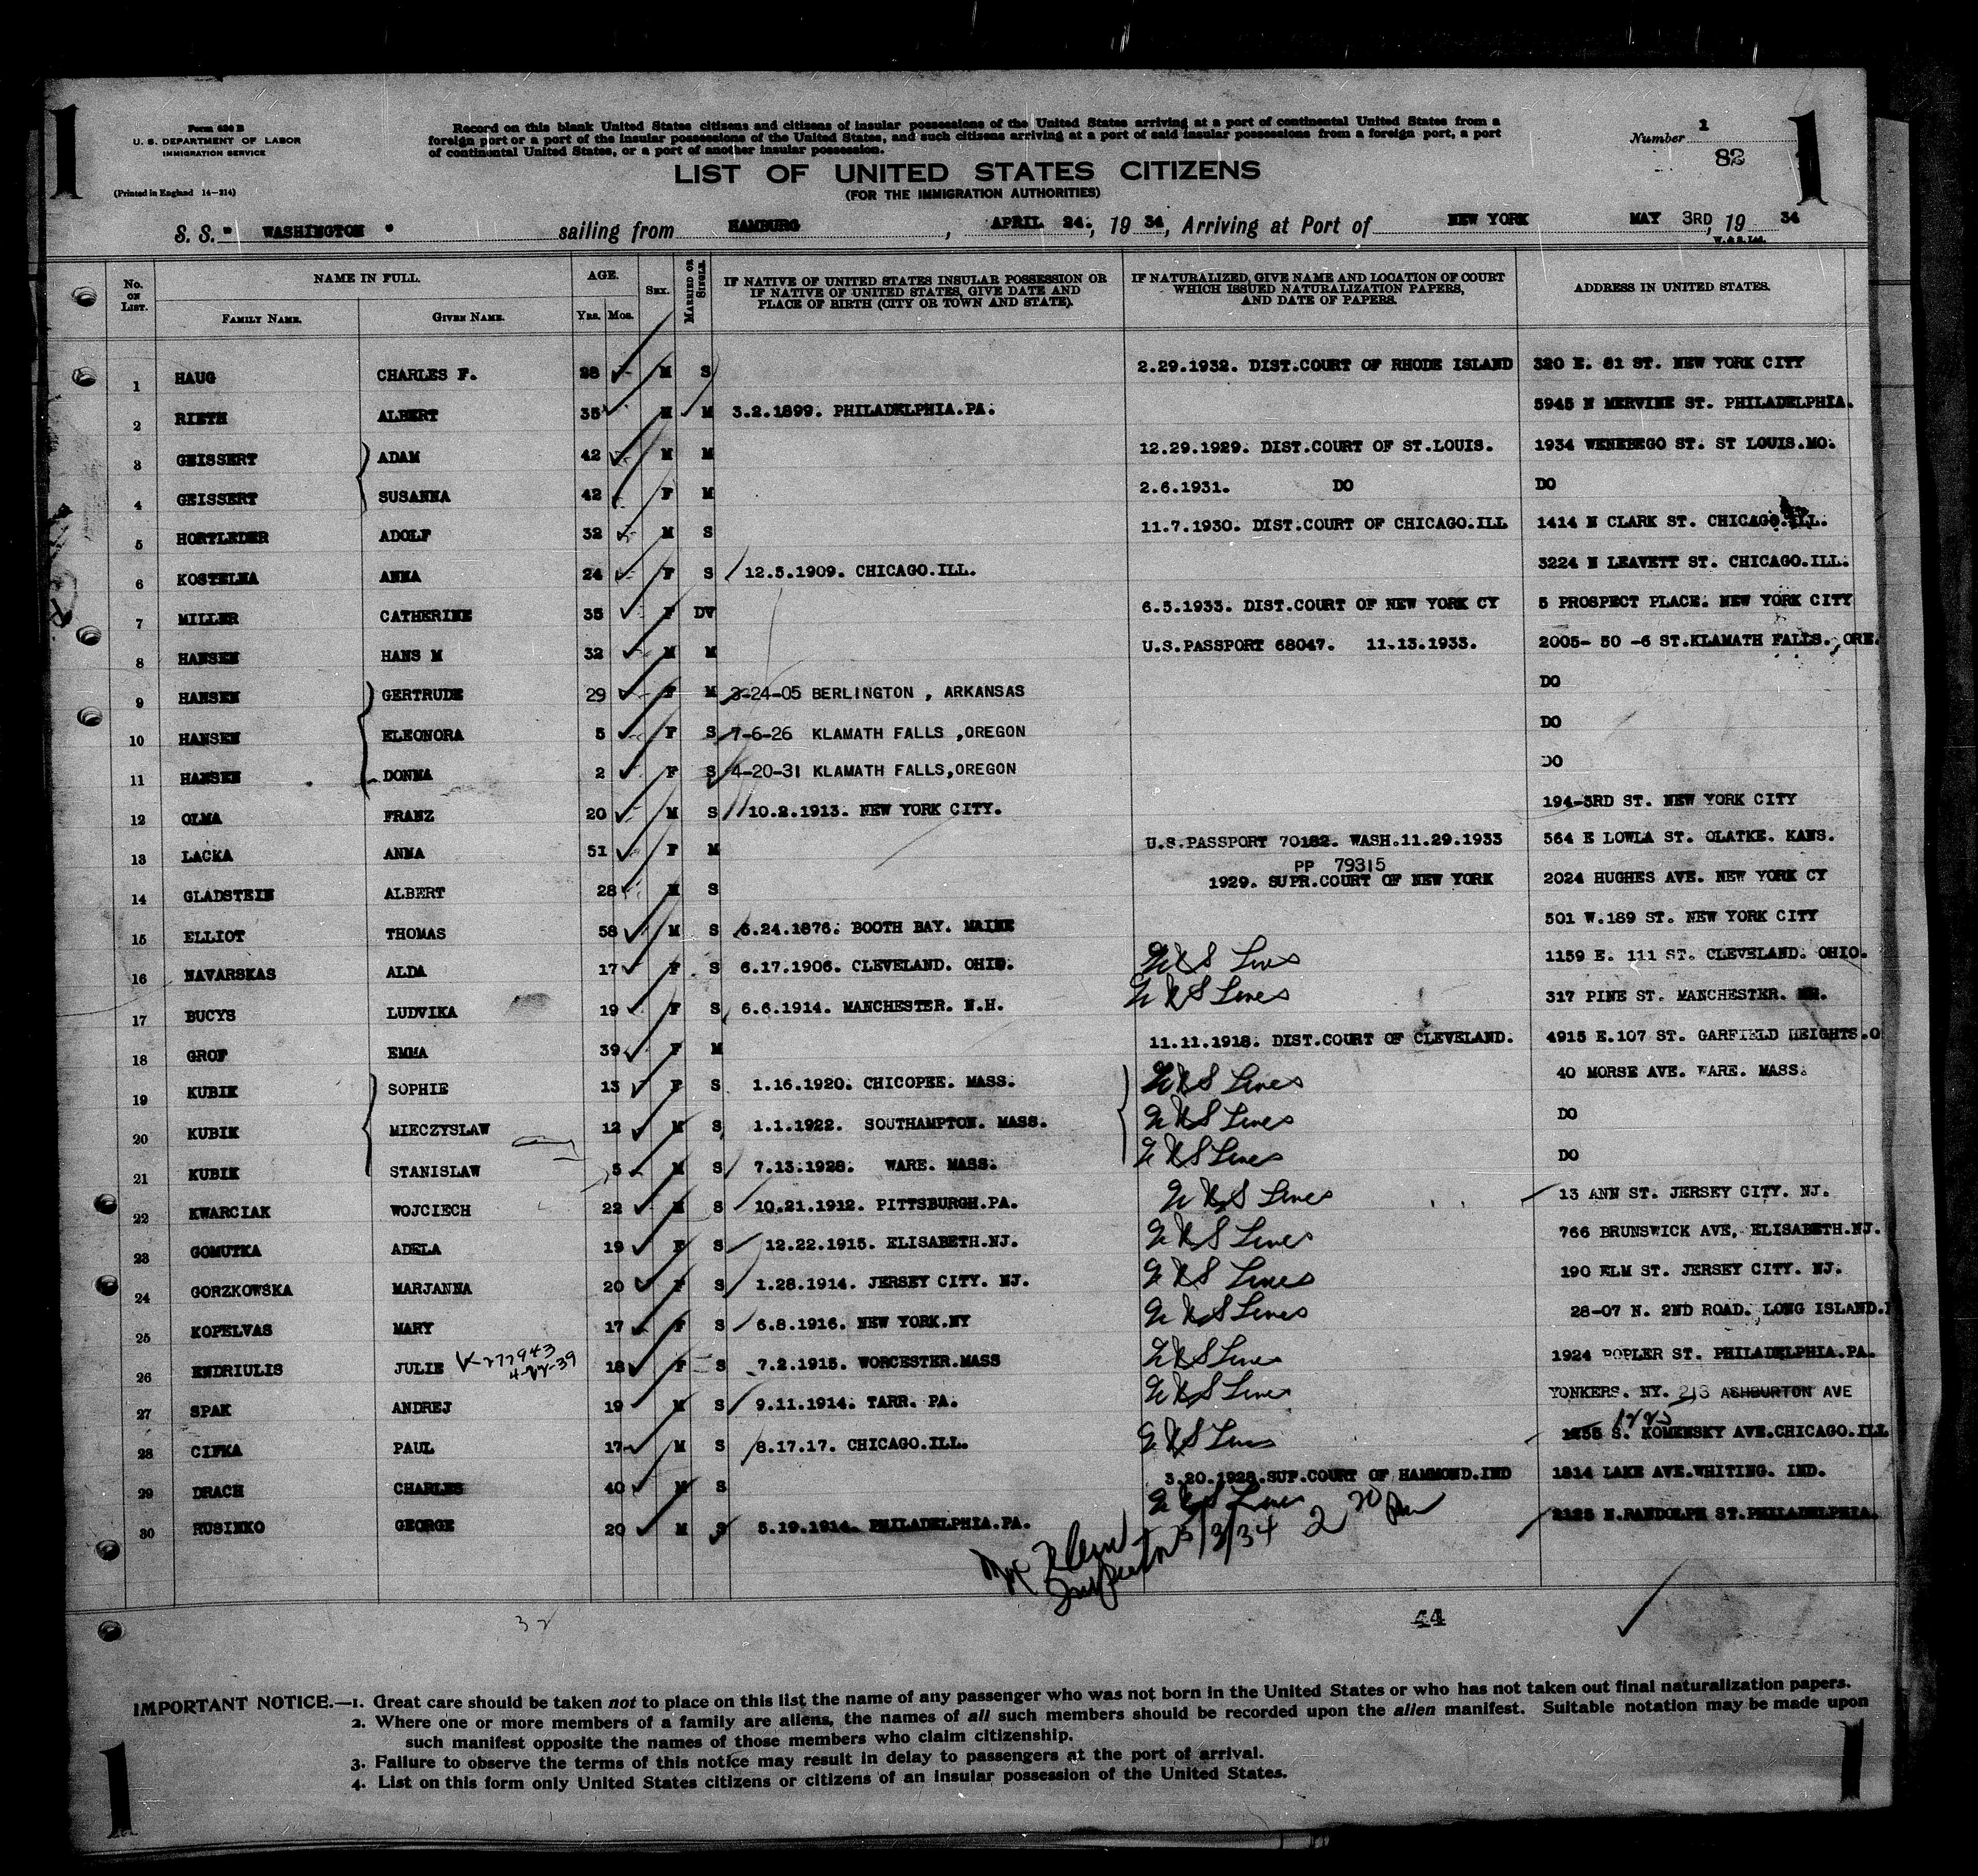 1
1
Form 630 B
U. S. DEPARTMENT OF LABOR
IMMIGRATION SERVICE
(Printed in England 14-214)
Record on this blank United States citizens and citizens of insular possessions of the United States arriving at a port of continental United States from a
foreign port or a port of the insular possessions of the United States, and such citizens arriving at a port of said insular possessions from a foreign port, a port
of continental United States, or a port of another insular possession.
Number 1
82
LIST OF UNITED STATES CITIZENS
(FOR THE IMMIGRATION AUTHORITIES)
S. S. " WASHINGTON " sailing from HAMBURG, APRIL 24:, 19 34, Arriving at Port of NEW YORK MAY 3RD, 19 34
W. & S. Ltd.
No. ON LIST. NAME IN FULL. FAMILY NAME. GIVEN NAME. AGE. YRS. MOS. SEX. MARRIED OR SINGLE. IF NATIVE OF UNITED STATES INSULAR POSSESSION OR IF NATIVE OF UNITED STATES, GIVE DATE AND PLACE OF BIRTH (CITY OR TOWN AND STATE). IF NATURALIZED, GIVE NAME AND LOCATION OF COURT WHICH ISSUED NATURALIZATION PAPERS, AND DATE OF PAPERS. ADDRESS IN UNITED STATES.
1 HAUG CHARLES F. 28 M S 2.29.1932. DIST.COURT OF RHODE ISLAND 320 E. 81 ST. NEW YORK CITY
2 RIETH ALBERT 35 M M 3.2.1899. PHILADELPHIA.PA. 5945 N MERVINE ST. PHILADELPHIA.
3 GEISSERT ADAM 42 M M 12.29.1929. DIST.COURT OF ST.LOUIS. 1934 WENEBEGO ST. ST LOUIS.MO.
4 GEISSERT SUSANNA 42 F M 2.6.1931. DO DO
5 HORTLEDER ADOLF 32 M S 11.7.1930. DIST.COURT OF CHICAGO.ILL 1414 N CLARK ST. CHICAGO.ILL.
6 KOSTELNA ANNA 24 F S 12.5.1909. CHICAGO.ILL. 3224 N LEAVETT ST. CHICAGO.ILL.
7 MILLER CATHERINE 35 F DV 6.5.1933. DIST.COURT OF NEW YORK CY 5 PROSPECT PLACE. NEW YORK CITY
8 HANSEN HANS M 32 M M U.S.PASSPORT 68047. 11.13.1933. 2005- 50 -6 ST.KLAMATH FALLS. ORE.
9 HANSEN GERTRUDE 29 F M 3-24-05 BERLINGTON , ARKANSAS DO
10 HANSEN ELEONORA 5 F S 7-6-26 KLAMATH FALLS ,OREGON DO
11 HANSEN DONNA 2 F S 4-20-31 KLAMATH FALLS,OREGON DO
12 OLMA FRANZ 20 M S 10.2.1913. NEW YORK CITY. 194-3RD ST. NEW YORK CITY
13 LACKA ANNA 51 F M U.S.PASSPORT 70182. WASH.11.29.1933 564 E LOWLA ST. OLATKE. KANS.
PP 79315
14 GLADSTEIN ALBERT 28 M S 1929. SUPR.COURT OF NEW YORK 2024 HUGHES AVE. NEW YORK CY
15 ELLIOT THOMAS 58 M S 6.24.1876. BOOTH BAY. MAINE 501 W.189 ST. NEW YORK CITY
16 NAVARSKAS ALDA 17 F S 6.17.1906. CLEVELAND. OHIO. Lines 1159 E. 111 ST. CLEVELAND. OHIO.
17 BUCYS LUDVIKA 19 F S 6.6.1914. MANCHESTER. N.H. Lines 317 PINE ST. MANCHESTER. NH.
18 GROF EMMA 39 F M 11.11.1918. DIST.COURT OF CLEVELAND. 4915 E.107 ST. GARFIELD HEIGHTS.O
19 KUBIK SOPHIE 13 F S 1.16.1920. CHICOPEE. MASS. Lines 40 MORSE AVE. WARE. MASS.
20 KUBIK MIECZYSLAW 12 M S 1.1.1922. SOUTHAMPTON. MASS. Lines DO
21 KUBIK STANISLAW 5 M S 7.13.1928. WARE. MASS. Lines DO
22 KWARCIAK WOJCIECH 22 M S 10.21.1912. PITTSBURGH.PA. Lines 13 ANN ST. JERSEY CITY. NJ.
23 GOMUTKA ADELA 19 F S 12.22.1915. ELISABETH.NJ. Lines 766 BRUNSWICK AVE, ELISABETH.NJ.
24 GORZKOWSKA MARJANNA 20 F S 1.28.1914. JERSEY CITY. NJ. Lines 190 ELM ST. JERSEY CITY. NJ.
25 KOPELVAS MARY 17 F S 6.8.1916. NEW YORK.NY Lines 28-07 N. 2ND ROAD. LONG ISLAND.
26 ENDRIULIS JULIE V-277943 4-22-39 18 F S 7.2.1915. WORCESTER.MASS Lines 1924 POPLER ST. PHILADELPHIA.PA.
27 SPAK ANDREJ 19 M S 9.11.1914. TARR. PA. Lines YONKERS. NY. 213 ASHBURTON AVE
28 CIFKA PAUL 17 M S 8.17.17. CHICAGO.ILL. Lines 1255 S. KOMENSKY AVE.CHICAGO.ILL
29 DRACH CHARLES 40 M S 3.20.1928.SUP.COURT OF HAMMOND.IND 1814 LAKE AVE.WHITING. IND.
30 RUSINKO GEORGE 20 M S 5.19.1914. PHILADELPHIA.PA. Lines 2125 N.RANDOLPH ST.PHILADELPHIA.
Klein
Inspector 5/3/34 2 20 PM
32
44
IMPORTANT NOTICE.—1. Great care should be taken not to place on this list the name of any passenger who was not born in the United States or who has not taken out final naturalization papers.
2. Where one or more members of a family are aliens, the names of all such members should be recorded upon the alien manifest. Suitable notation may be made upon
such manifest opposite the names of those members who claim citizenship.
3. Failure to observe the terms of this notice may result in delay to passengers at the port of arrival.
4. List on this form only United States citizens or citizens of an insular possession of the United States.
1
1